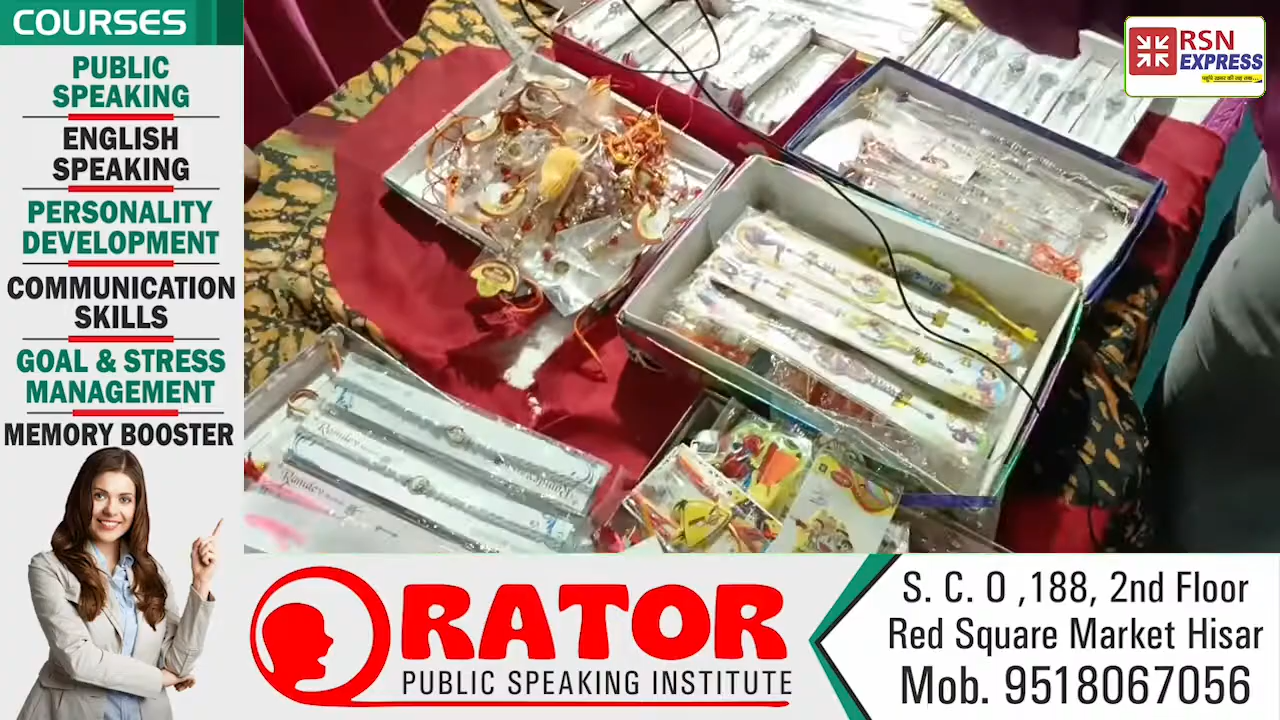 COURSES
PUBLIC
SPEAKING
ENGLISH
SPEAKING
PERSONALITY
DEVELOPMENT
COMMUNICATION
SKILLS
GOAL & STRESS
MANAGEMENT
MEMORY BOOSTER
RSN
EXPRESS
ORATOR
PUBLIC SPEAKING INSTITUTE
S. C. O ,188, 2nd Floor
Red Square Market Hisar
Mob. 9518067056